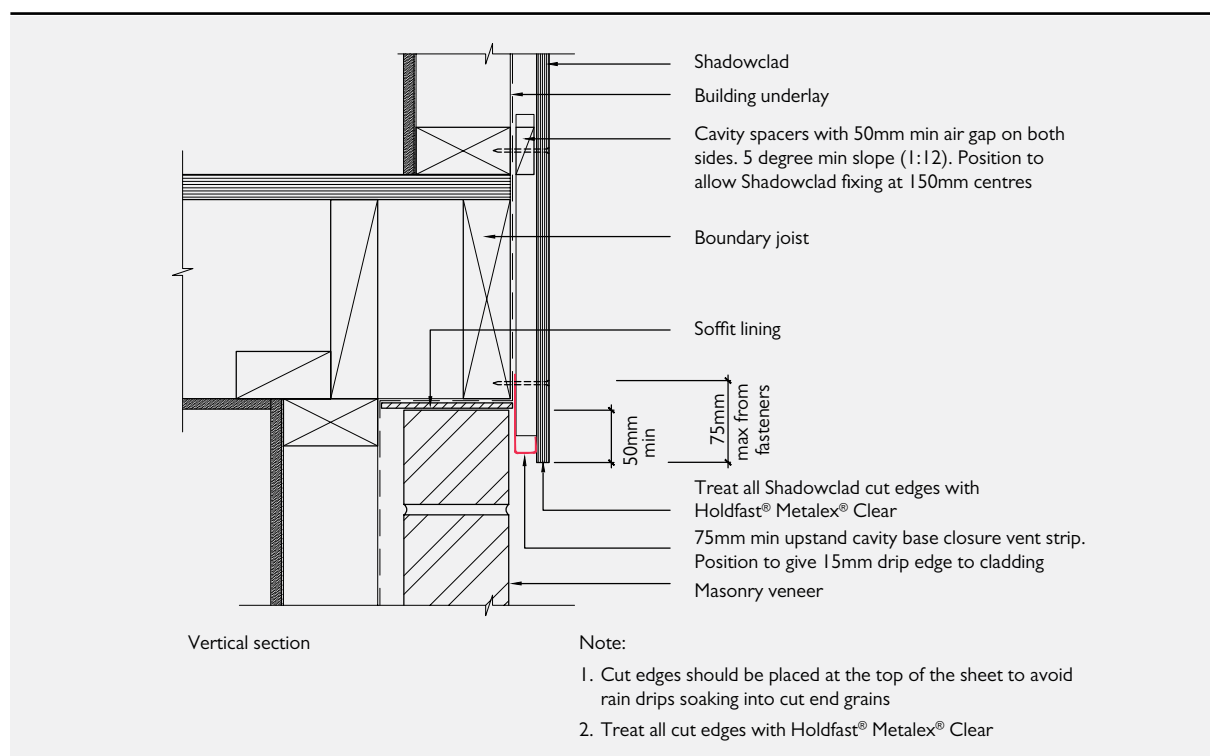 Shadowclad
Building underlay
Cavity spacers with 50mm min air gap on both
sides. 5 degree min slope (1:12). Position to
allow Shadowclad fixing at 150mm centres
Boundary joist
Soffit lining
50mm
min
75mm
max from
fasteners
Treat all Shadowclad cut edges with
Holdfast® Metalex® Clear
75mm min upstand cavity base closure vent strip.
Position to give 15mm drip edge to cladding
Masonry veneer
Vertical section
Note:
1. Cut edges should be placed at the top of the sheet to avoid
rain drips soaking into cut end grains
2. Treat all cut edges with Holdfast® Metalex® Clear